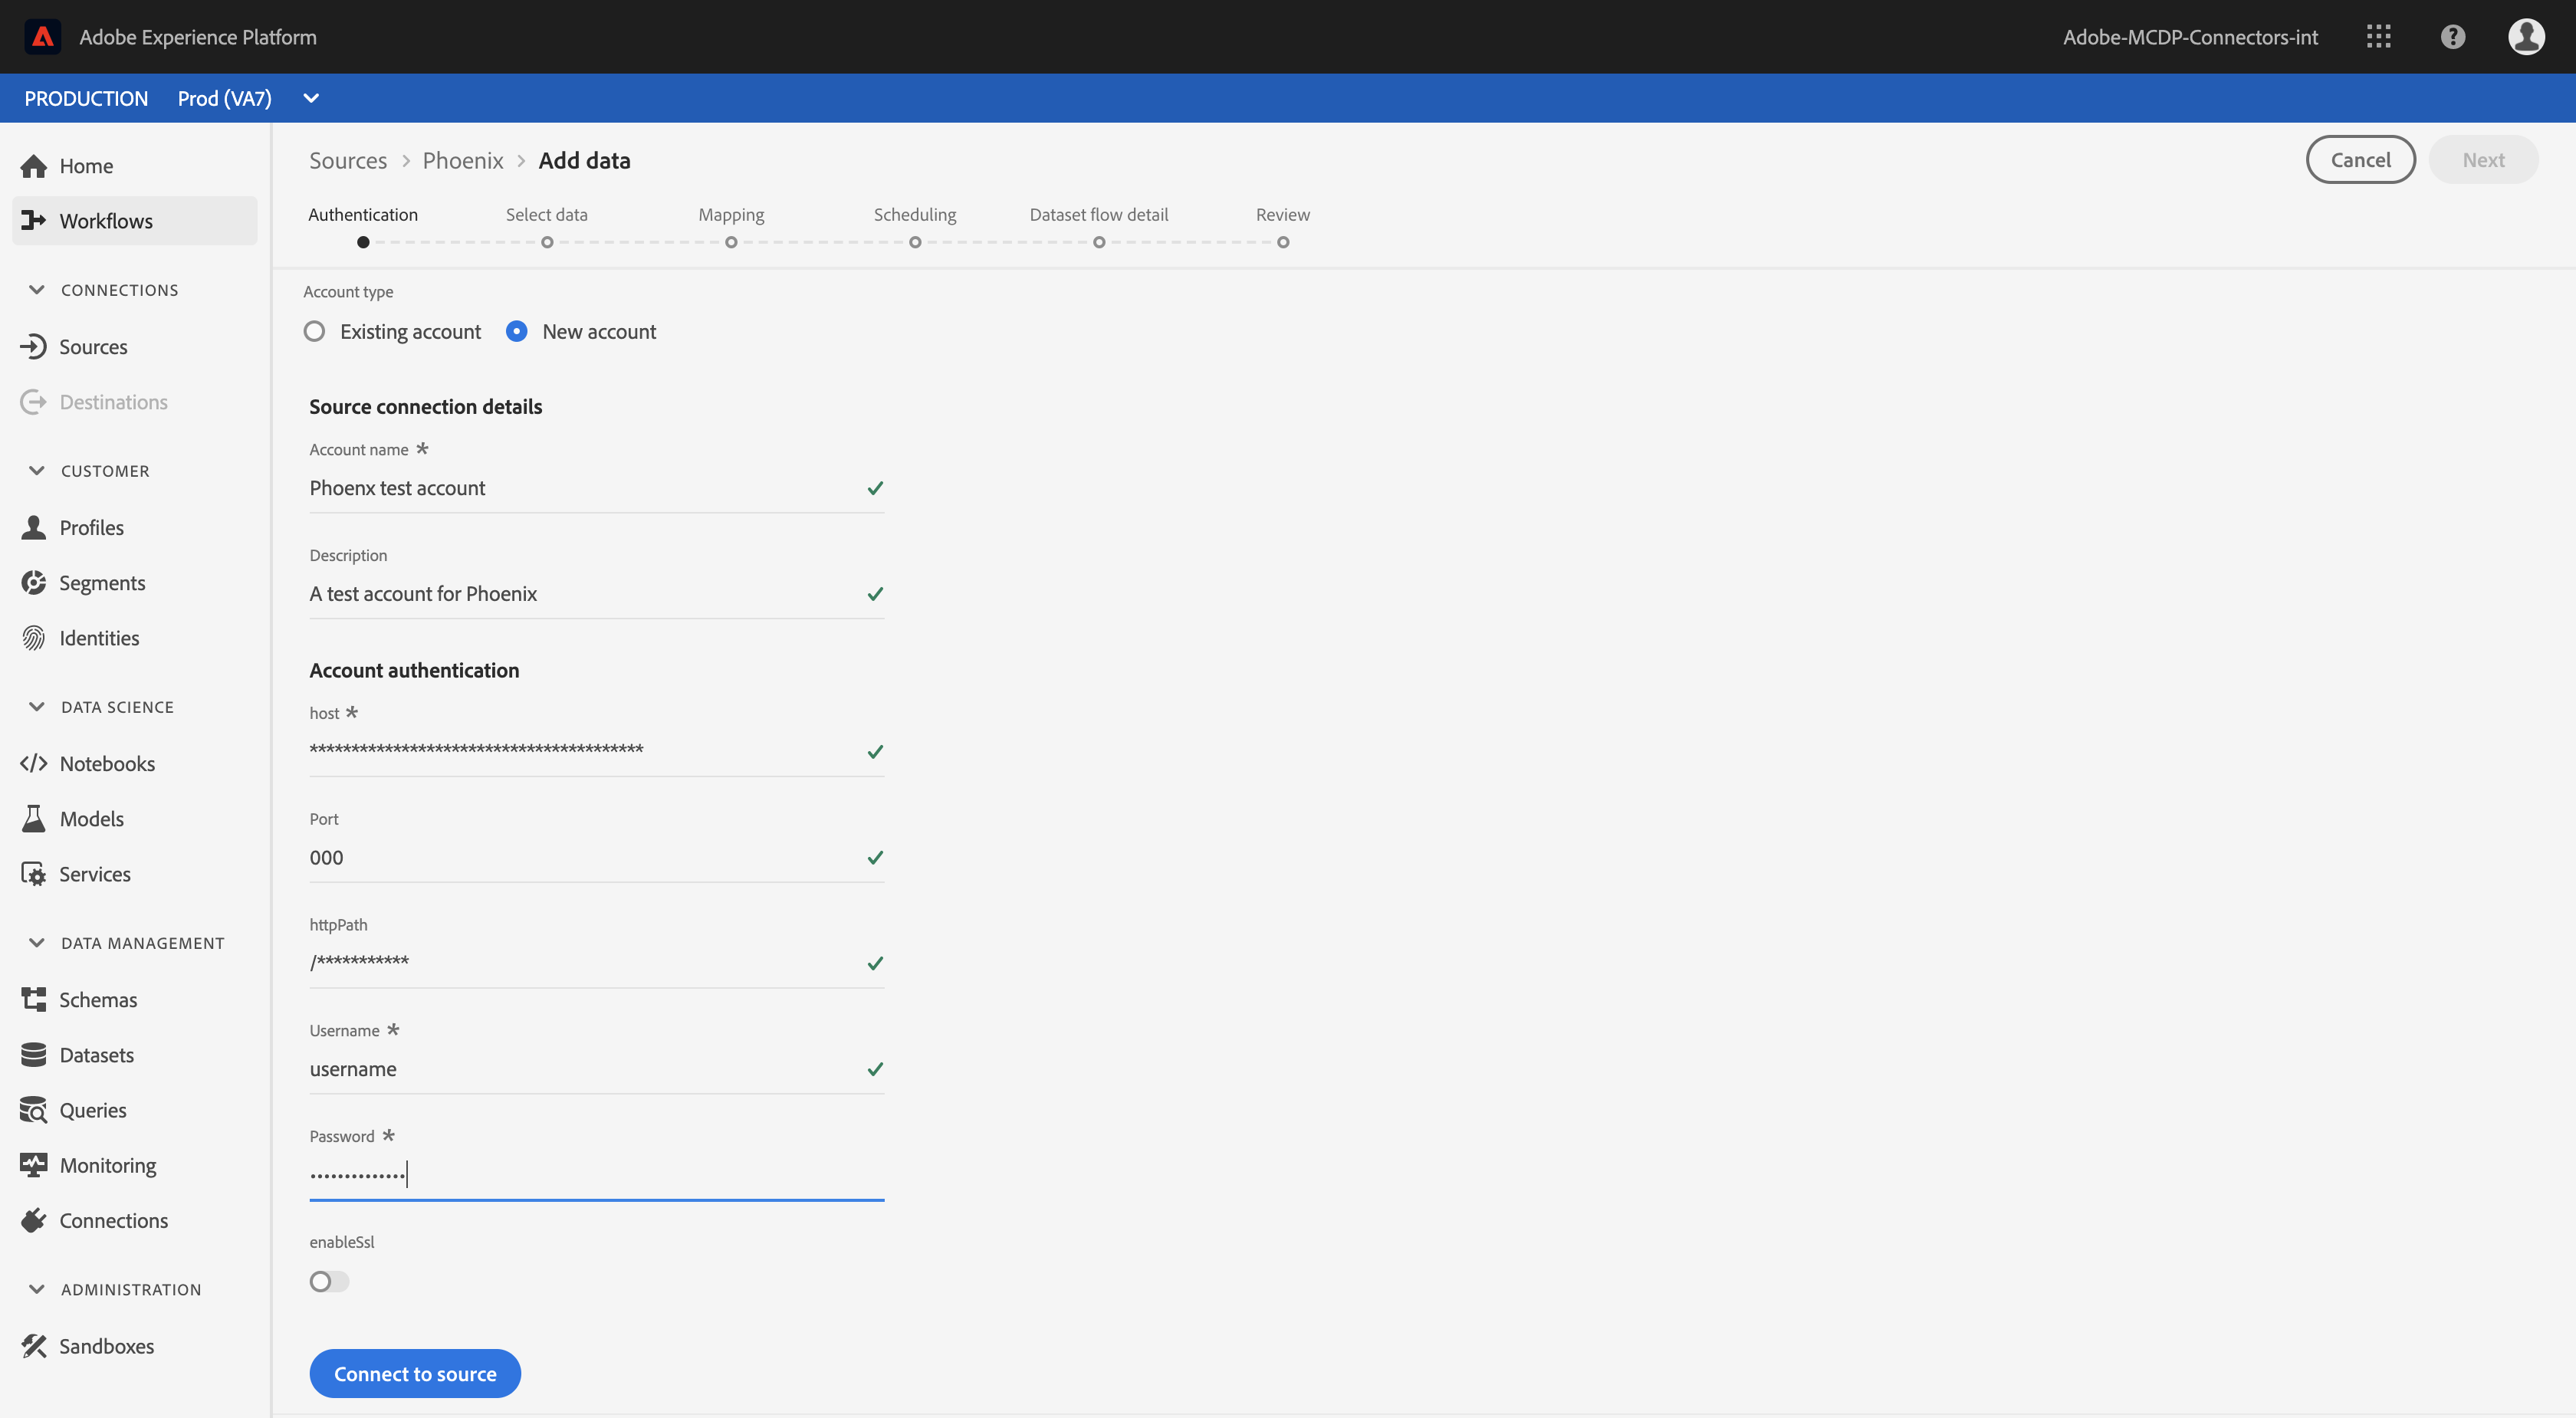 Adobe Experience Platform
Adobe-MCDP-Connectors-int
PRODUCTION Prod (VA7)
Home
Workflows
CONNECTIONS
Sources
Destinations
CUSTOMER
Profiles
Segments
Identities
DATA SCIENCE
Notebooks
Models
Services
DATA MANAGEMENT
Schemas
Datasets
Queries
Monitoring
Connections
ADMINISTRATION
Sandboxes
Sources > Phoenix > Add data
Cancel Next
Authentication Select data Mapping Scheduling Dataset flow detail Review
Account type
Existing account New account
Source connection details
Account name *
Phoenx test account
Description
A test account for Phoenix
Account authentication
host *
****************************************
Port
000
httpPath
/***********
Username *
username
Password *
••••••••••••••
enableSsl
Connect to source